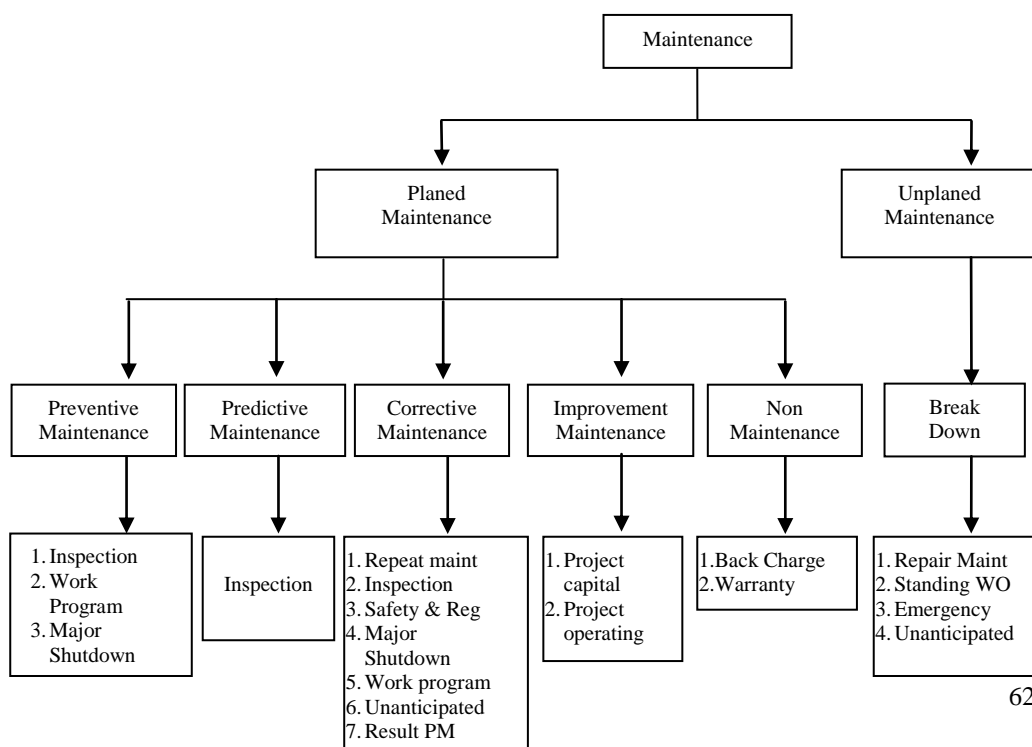 Maintenance
Planed
Maintenance
Unplaned
Maintenance
Preventive
Maintenance
Predictive
Maintenance
Corrective
Maintenance
Improvement
Maintenance
Non
Maintenance
Break
Down
1. Inspection
2. Work
Program
3. Major
Shutdown
Inspection
1. Repeat maint
2. Inspection
3. Safety & Reg
4. Major
Shutdown
5. Work program
6. Unanticipated
7. Result PM
1. Project
capital
2. Project
operating
1.Back Charge
2.Warranty
1. Repair Maint
2. Standing WO
3. Emergency
4. Unanticipated
62